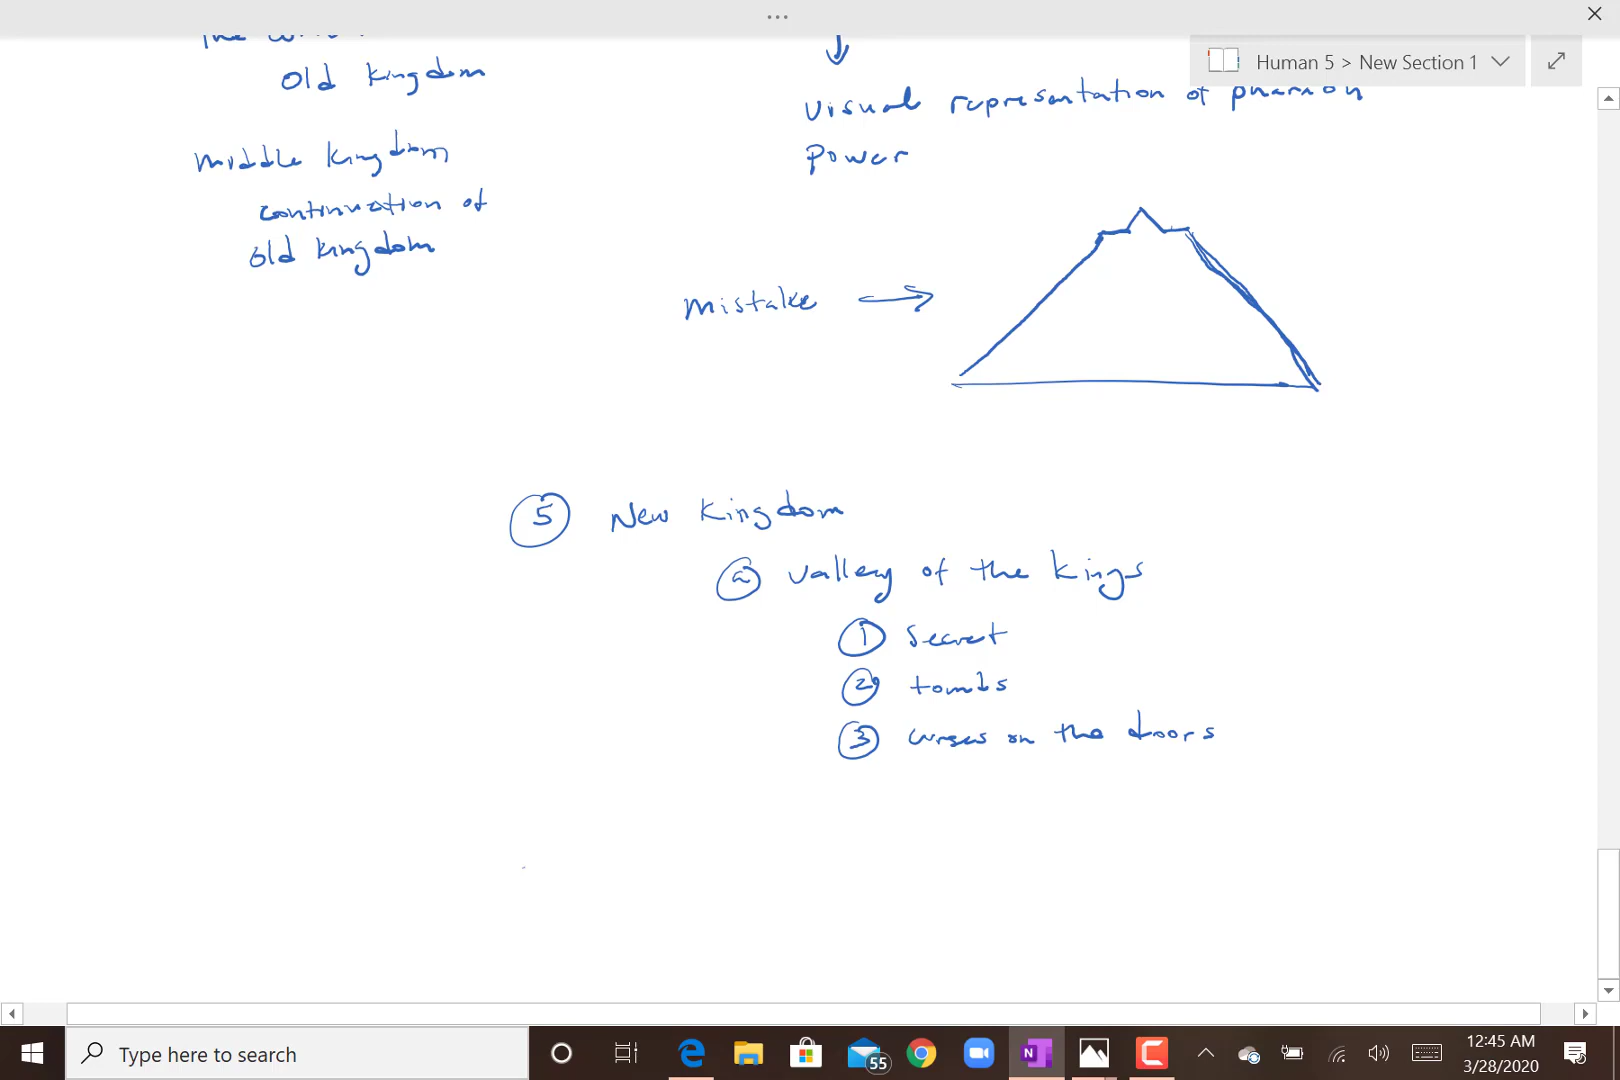 Human 5 > New Section 1
old kingdom
visual representation of pharaoh
power
middle kingdom
continuation of
old kingdom
mistake
5 New Kingdom
a valley of the kings
1 secret
2 tombs
3 curses on the doors
Type here to search
55
12:45 AM
3/28/2020